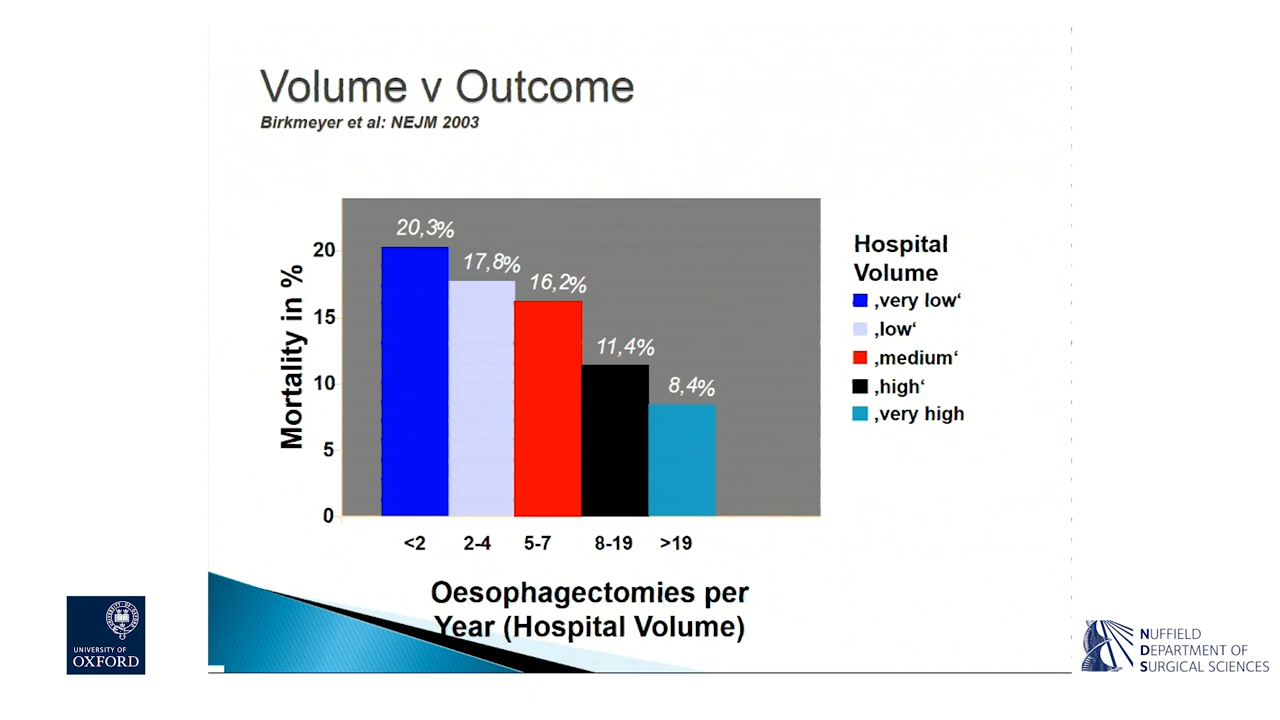 Volume v Outcome
Birkmeyer et al: NEJM 2003
Mortality in %
20
15
10
5
0
20,3%
17,8%
16,2%
11,4%
8,4%
<2 2-4 5-7 8-19 >19
Oesophagectomies per
Year (Hospital Volume)
Hospital
Volume
‚very low‘
‚low‘
‚medium‘
‚high‘
‚very high
UNIVERSITY OF
OXFORD
NUFFIELD
DEPARTMENT OF
SURGICAL SCIENCES